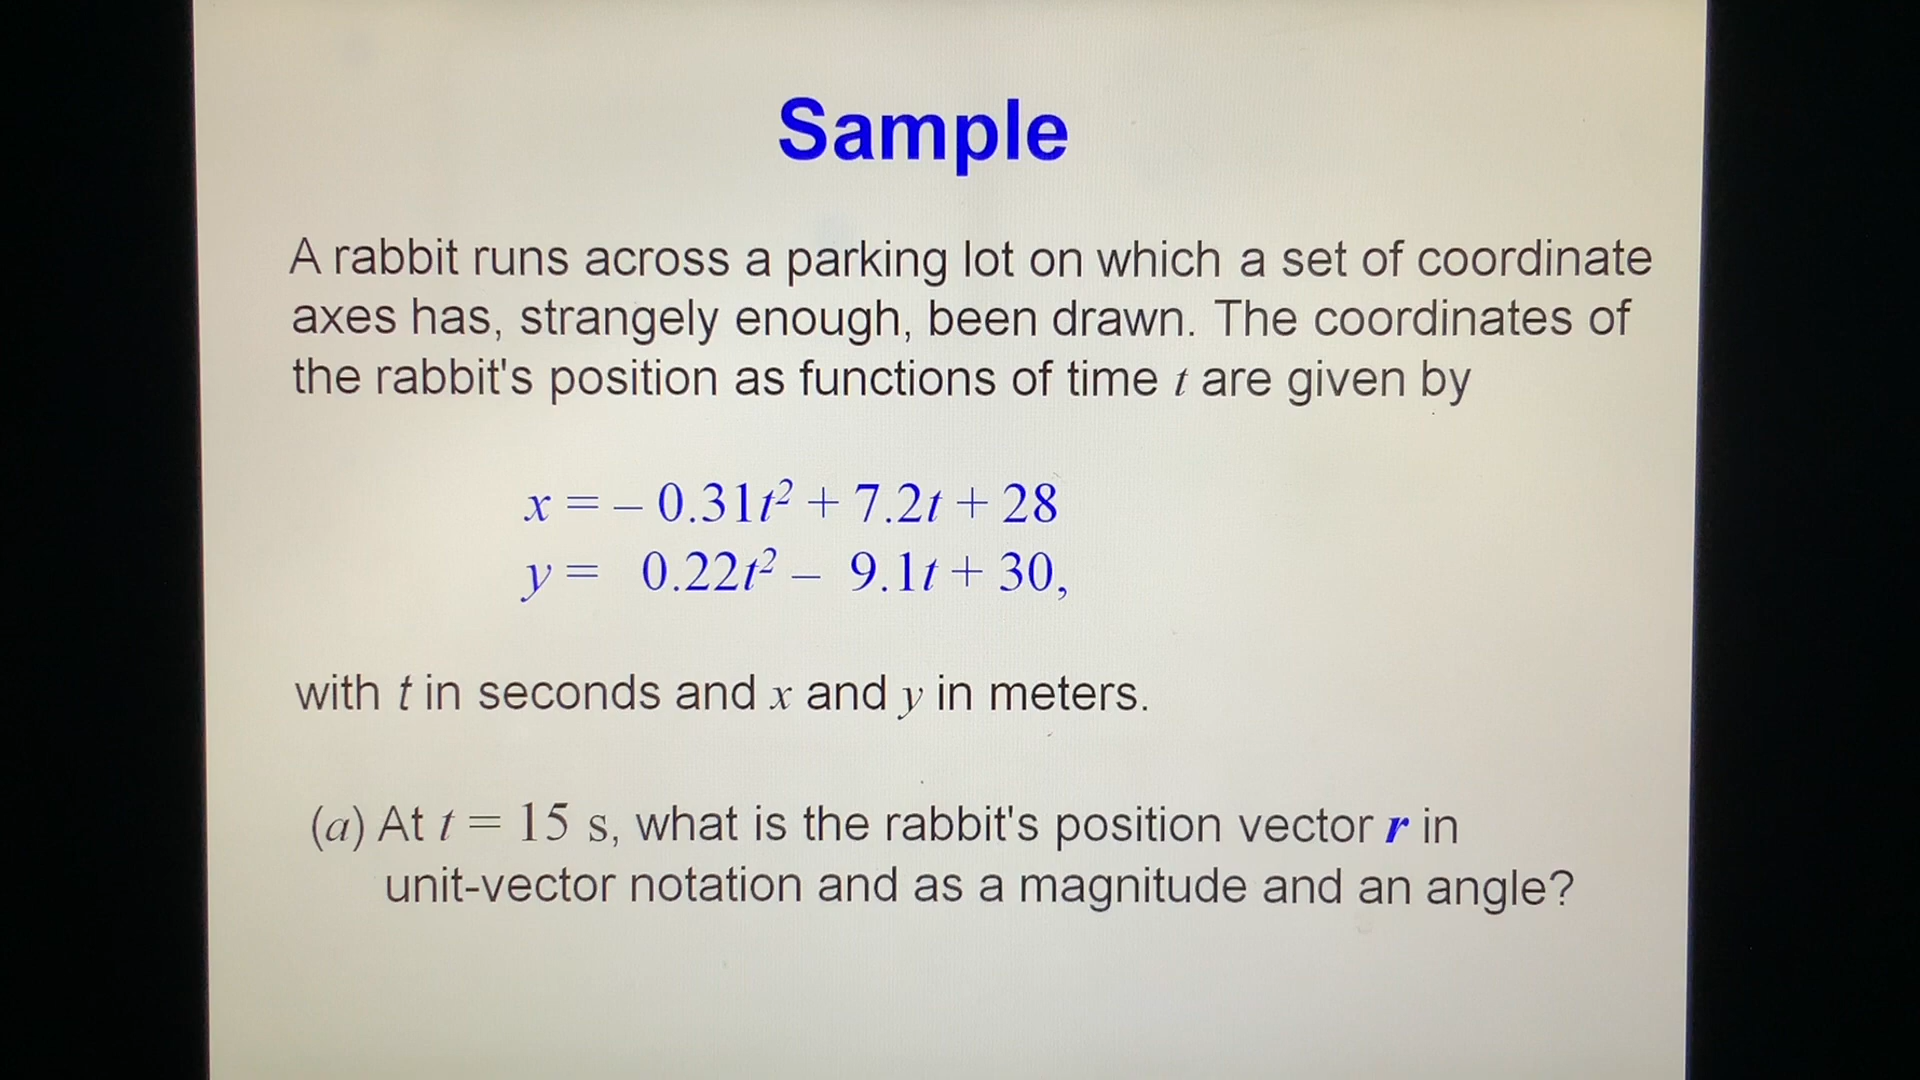 Sample
A rabbit runs across a parking lot on which a set of coordinate
axes has, strangely enough, been drawn. The coordinates of
the rabbit's position as functions of time t are given by
x = – 0.31t² + 7.2t + 28
y = 0.22t² – 9.1t + 30,
with t in seconds and x and y in meters.
(a) At t = 15 s, what is the rabbit's position vector r in
unit-vector notation and as a magnitude and an angle?